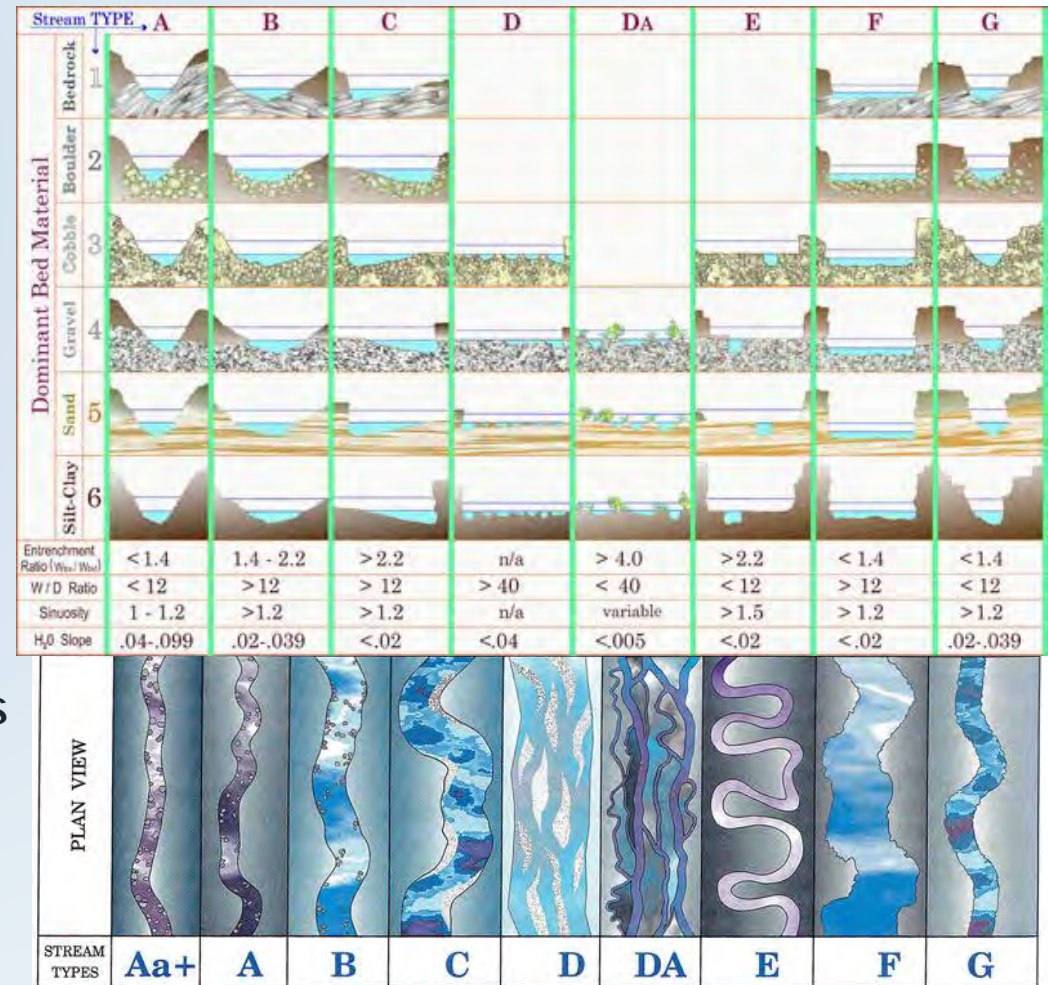 Stream TYPE A B C D DA E F G
Dominant Bed Material
Bedrock 1
Boulder 2
Cobble 3
Gravel 4
Sand 5
Silt-Clay 6
Entrenchment < 1.4 1.4 - 2.2 > 2.2 n/a > 4.0 > 2.2 < 1.4 < 1.4
Ratio
W / D Ratio < 12 > 12 > 12 > 40 < 40 < 12 > 12 < 12
Sinuosity 1 - 1.2 >1.2 >1.2 n/a variable >1.5 > 1.2 >1.2
H₂0 Slope .04-.099 .02-.039 <.02 <.04 <.005 <.02 <.02 .02-.039
s
PLAN VIEW
STREAM
TYPES Aa+ A B C D DA E F G